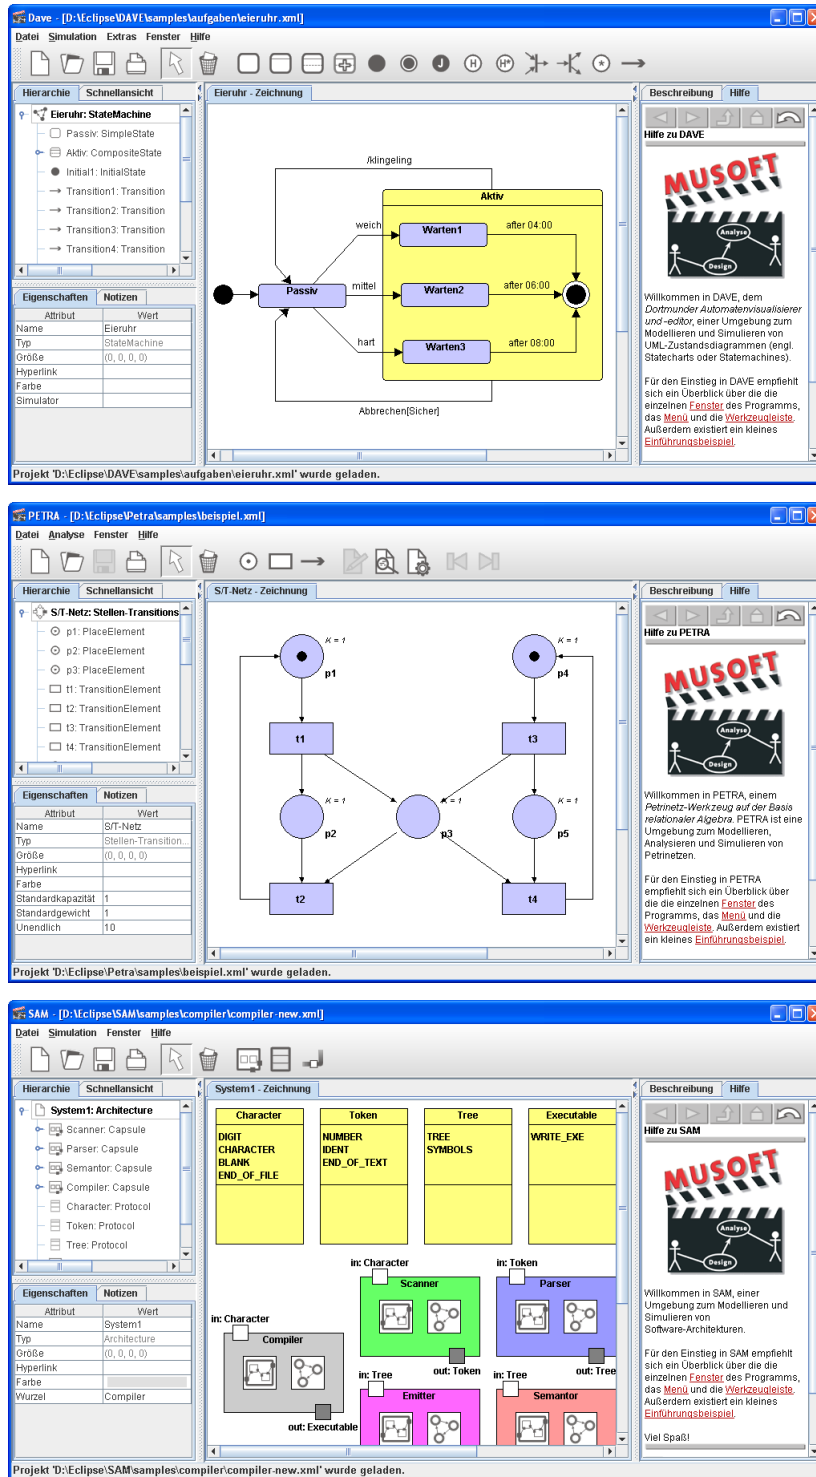 Dave - [D:\Eclipse\DAVE\samples\aufgaben\eieruhr.xml]
Datei Simulation Extras Fenster Hilfe
J H H* *
Hierarchie Schnellansicht
Eieruhr: StateMachine
Passiv: SimpleState
Aktiv: CompositeState
Initial1: InitialState
Transition1: Transition
Transition2: Transition
Transition3: Transition
Transition4: Transition
Eigenschaften Notizen
Attribut Wert
Name Eieruhr
Typ StateMachine
Größe (0, 0, 0, 0)
Hyperlink
Farbe
Simulator
Eieruhr - Zeichnung
/klingeling
Aktiv
weich Warten1 after 04:00
Passiv mittel Warten2 after 06:00
hart Warten3 after 08:00
Abbrechen[Sicher]
Beschreibung Hilfe
Hilfe zu DAVE
MUSOFT
Analyse
Design
Willkommen in DAVE, dem
Dortmunder Automatenvisualisierer
und -editor, einer Umgebung zum
Modellieren und Simulieren von
UML-Zustandsdiagrammen (engl.
Statecharts oder Statemachines).
Für den Einstieg in DAVE empfiehlt
sich ein Überblick über die die
einzelnen Fenster des Programms,
das Menü und die Werkzeugleiste.
Außerdem existiert ein kleines
Einführungsbeispiel.
Projekt 'D:\Eclipse\DAVE\samples\aufgaben\eieruhr.xml' wurde geladen.
PETRA - [D:\Eclipse\Petra\samples\beispiel.xml]
Datei Analyse Fenster Hilfe
Hierarchie Schnellansicht
S/T-Netz: Stellen-Transitions
p1: PlaceElement
p2: PlaceElement
p3: PlaceElement
t1: TransitionElement
t2: TransitionElement
t3: TransitionElement
t4: TransitionElement
Eigenschaften Notizen
Attribut Wert
Name S/T-Netz
Typ Stellen-Transition...
Größe (0, 0, 0, 0)
Hyperlink
Farbe
Standardkapazität 1
Standardgewicht 1
Unendlich 10
S/T-Netz - Zeichnung
K = 1 K = 1
p1 p4
t1 t3
K = 1 K = 1 K = 1
p2 p3 p5
t2 t4
Beschreibung Hilfe
Hilfe zu PETRA
MUSOFT
Analyse
Design
Willkommen in PETRA, einem
Petrinetz-Werkzeug auf der Basis
relationaler Algebra. PETRA ist eine
Umgebung zum Modellieren,
Analysieren und Simulieren von
Petrinetzen.
Für den Einstieg in PETRA
empfiehlt sich ein Überblick über
die die einzelnen Fenster des
Programms, das Menü und die
Werkzeugleiste. Außerdem existiert
ein kleines Einführungsbeispiel.
Projekt 'D:\Eclipse\Petra\samples\beispiel.xml' wurde geladen.
SAM - [D:\Eclipse\SAM\samples\compiler\compiler-new.xml]
Datei Simulation Fenster Hilfe
Hierarchie Schnellansicht
System1: Architecture
Scanner: Capsule
Parser: Capsule
Semantor: Capsule
Compiler: Capsule
Character: Protocol
Token: Protocol
Tree: Protocol
Eigenschaften Notizen
Attribut Wert
Name System1
Typ Architecture
Größe (0, 0, 0, 0)
Hyperlink
Farbe
Wurzel Compiler
System1 - Zeichnung
Character Token Tree Executable
DIGIT NUMBER TREE WRITE_EXE
CHARACTER IDENT SYMBOLS
BLANK END_OF_TEXT
END_OF_FILE
in: Character in: Token
Scanner Parser
in: Character
Compiler
out: Token out: Tree
in: Tree in: Tree
Emitter Semantor
out: Executable
Beschreibung Hilfe
Hilfe zu SAM
MUSOFT
Analyse
Design
Willkommen in SAM, einer
Umgebung zum Modellieren und
Simulieren von
Software-Architekturen.
Für den Einstieg in SAM empfiehlt
sich ein Überblick über die die
einzelnen Fenster des Programms,
das Menü und die Werkzeugleiste.
Außerdem existiert ein kleines
Einführungsbeispiel.
Viel Spaß!
Projekt 'D:\Eclipse\SAM\samples\compiler\compiler-new.xml' wurde geladen.